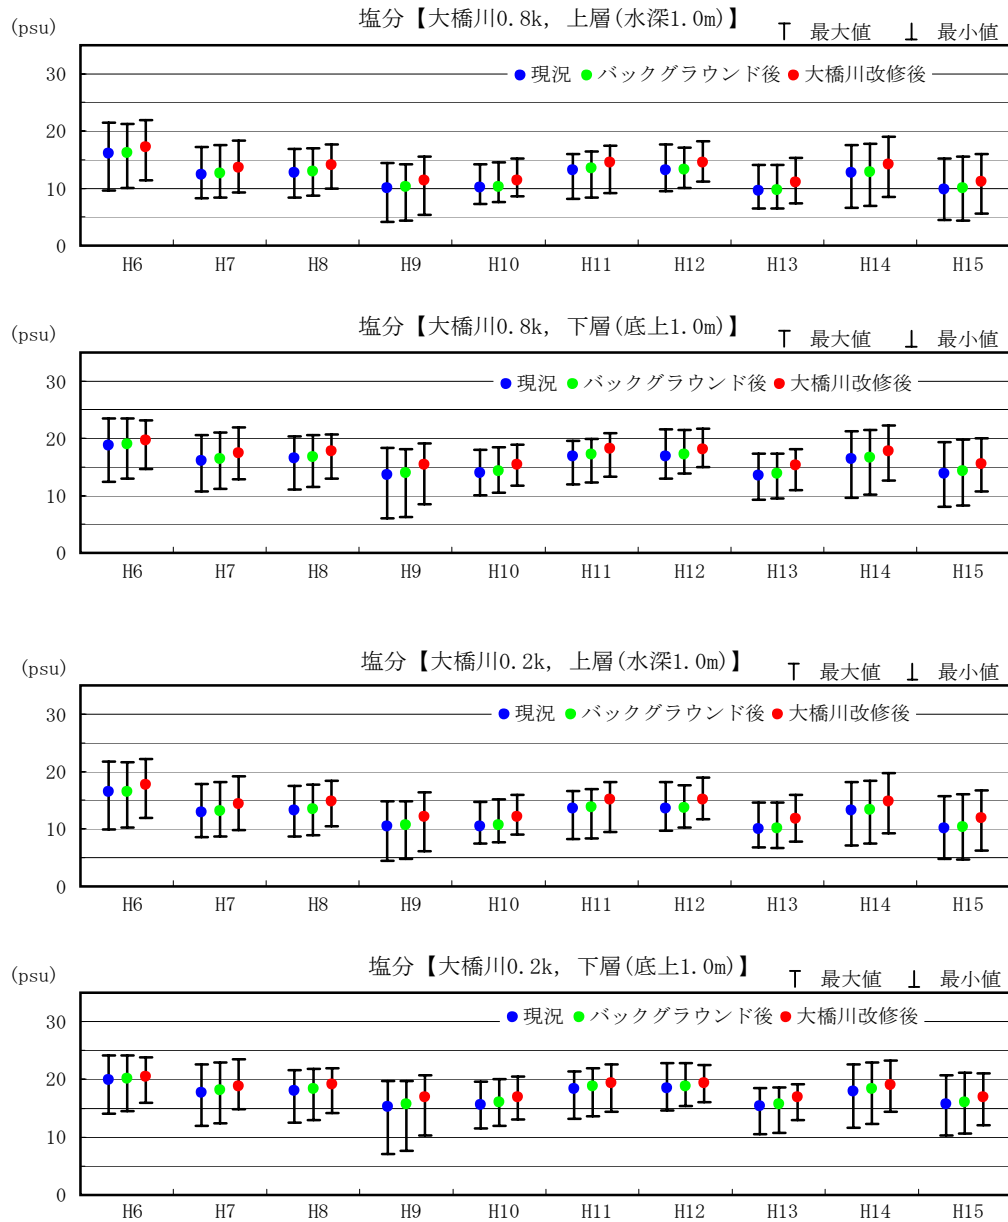 塩分【大橋川0.8k, 上層(水深1.0m)】
(psu)
最大値 最小値
現況 バックグラウンド後 大橋川改修後
30
20
10
0
H6 H7 H8 H9 H10 H11 H12 H13 H14 H15
塩分【大橋川0.8k, 下層(底上1.0m)】
(psu)
最大値 最小値
現況 バックグラウンド後 大橋川改修後
30
20
10
0
H6 H7 H8 H9 H10 H11 H12 H13 H14 H15
塩分【大橋川0.2k, 上層(水深1.0m)】
(psu)
最大値 最小値
現況 バックグラウンド後 大橋川改修後
30
20
10
0
H6 H7 H8 H9 H10 H11 H12 H13 H14 H15
塩分【大橋川0.2k, 下層(底上1.0m)】
(psu)
最大値 最小値
現況 バックグラウンド後 大橋川改修後
30
20
10
0
H6 H7 H8 H9 H10 H11 H12 H13 H14 H15